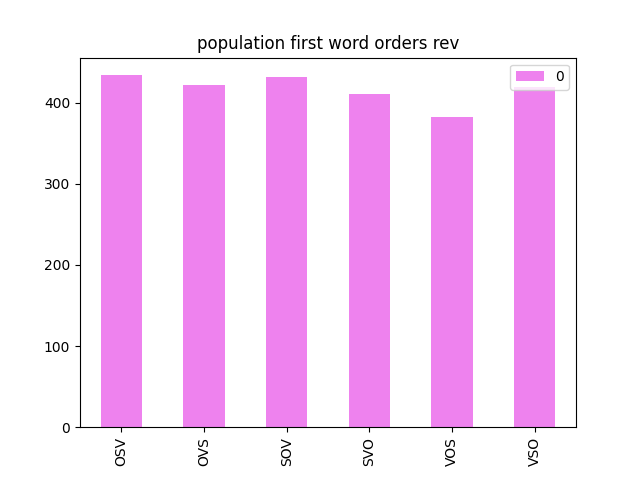 population first word orders rev
0
400
300
200
100
0
OSV
OVS
SOV
SVO
VOS
VSO